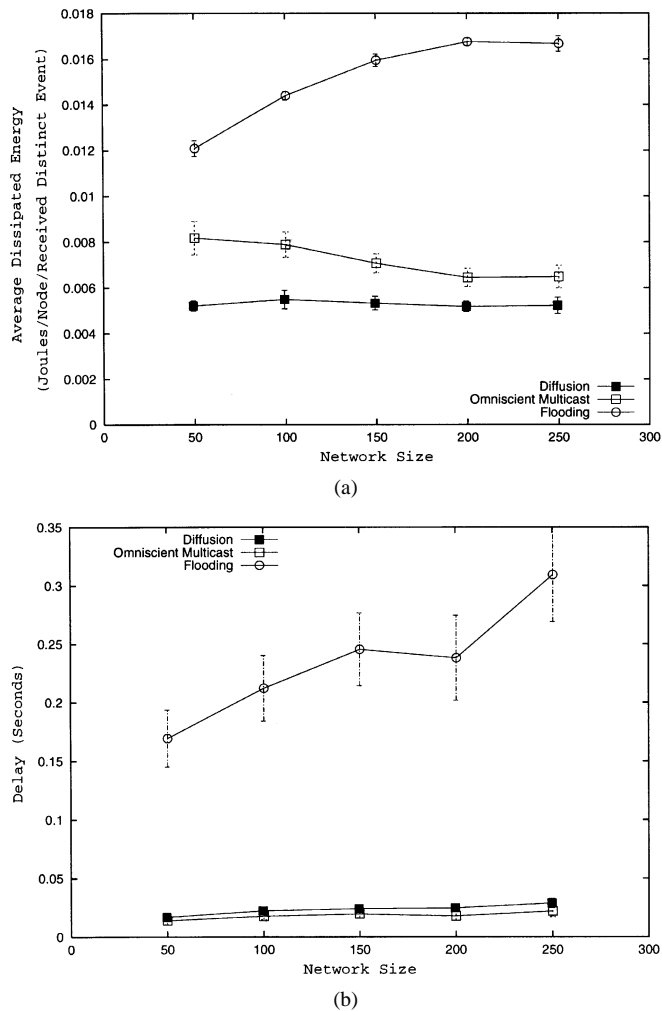 0.018
0.016
0.014
0.012
0.01
0.008
0.006
0.004
0.002
0
Average Dissipated Energy
(Joules/Node/Received Distinct Event)
Diffusion
Omniscient Multicast
Flooding
0 50 100 150 200 250 300
Network Size
(a)
0.35
0.3
0.25
0.2
0.15
0.1
0.05
0
Delay (Seconds)
Diffusion
Omniscient Multicast
Flooding
0 50 100 150 200 250 300
Network Size
(b)